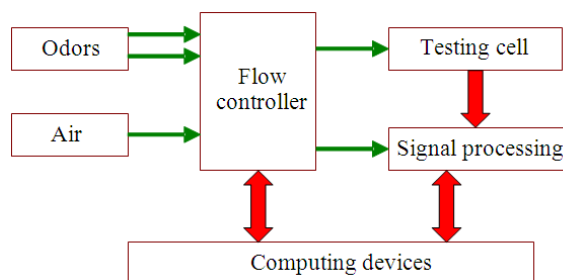 Odors
Air
Flow
controller
Testing cell
Signal processing
Computing devices